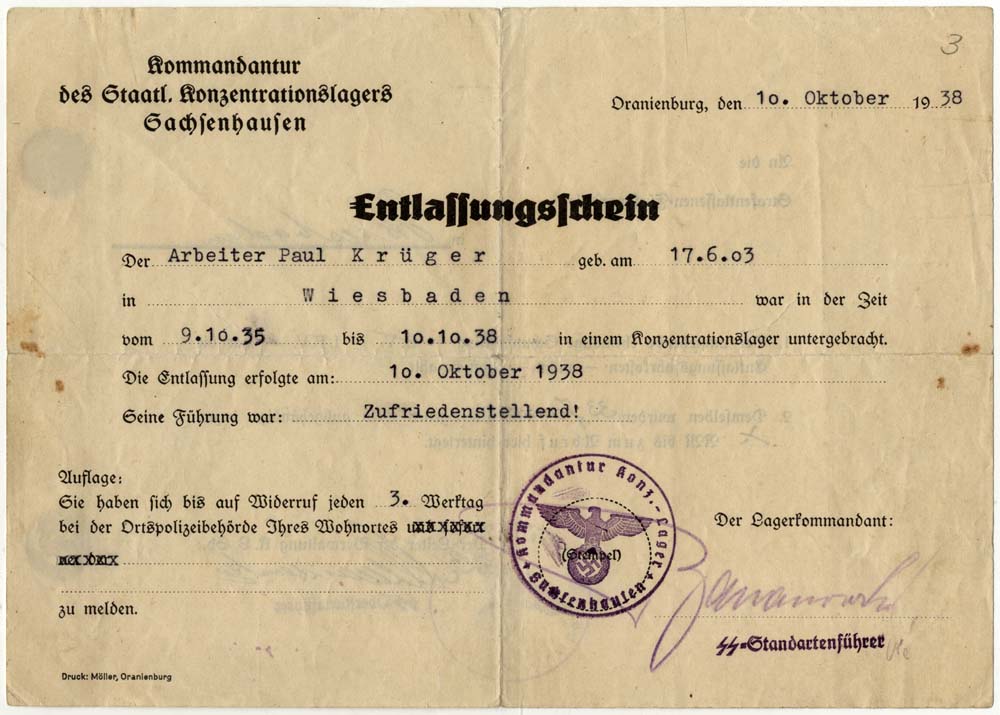 3
Kommandantur
des Staatl. Konzentrationslagers
Sachsenhausen
Oranienburg, den 10. Oktober 1938
Entlassungsschein
Der Arbeiter Paul Krüger geb. am 17.6.03
in Wiesbaden war in der Zeit
vom 9.10.35 bis 10.10.38 in einem Konzentrationslager untergebracht.
Die Entlassung erfolgte am: 10. Oktober 1938
Seine Führung war: Zufriedenstellend!
Auflage:
Sie haben sich bis auf Widerruf jeden 3. Werktag
bei der Ortspolizeibehörde Ihres Wohnortes
zu melden.
Kommandantur Konz.-Lager
Sachsenhausen
(Stempel)
Der Lagerkommandant:
SS-Standartenführer
Druck: Möller, Oranienburg